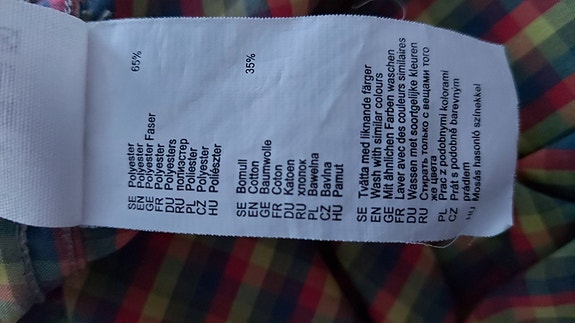 65%
SE Polyester
EN Polyester
GE Polyester Faser
FR Polyester
DU Polyesters
RU полиэстер
PL Poliester
CZ Polyester
HU Poliészter
35%
SE Bomull
EN Cotton
GE Baumwolle
FR Coton
DU Katoen
RU хлопок
PL Bawełna
CZ Bavlna
HU Pamut
SE Tvätta med liknande färger
EN Wash with similar colours
GE Mit ähnlichen Farben waschen
FR Laver avec des couleurs similaires
DU Wassen met soortgelijke kleuren
RU Стирать только с вещами того
же цвета
PL Prac z podobnymi kolorami
CZ Prát s podobně barevným
prádlem
HU Mosás hasonló színekkel